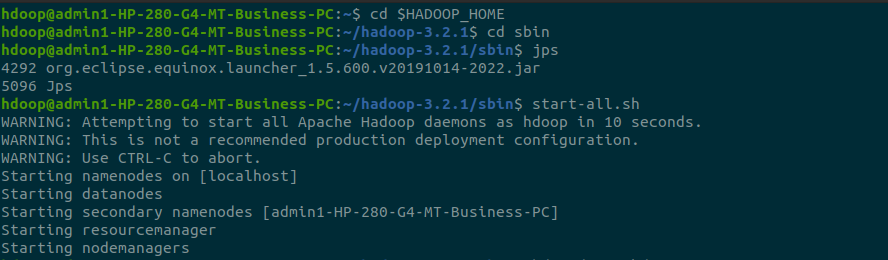 hdoop@admin1-HP-280-G4-MT-Business-PC:~$ cd $HADOOP_HOME
hdoop@admin1-HP-280-G4-MT-Business-PC:~/hadoop-3.2.1$ cd sbin
hdoop@admin1-HP-280-G4-MT-Business-PC:~/hadoop-3.2.1/sbin$ jps
4292 org.eclipse.equinox.launcher_1.5.600.v20191014-2022.jar
5096 Jps
hdoop@admin1-HP-280-G4-MT-Business-PC:~/hadoop-3.2.1/sbin$ start-all.sh
WARNING: Attempting to start all Apache Hadoop daemons as hdoop in 10 seconds.
WARNING: This is not a recommended production deployment configuration.
WARNING: Use CTRL-C to abort.
Starting namenodes on [localhost]
Starting datanodes
Starting secondary namenodes [admin1-HP-280-G4-MT-Business-PC]
Starting resourcemanager
Starting nodemanagers